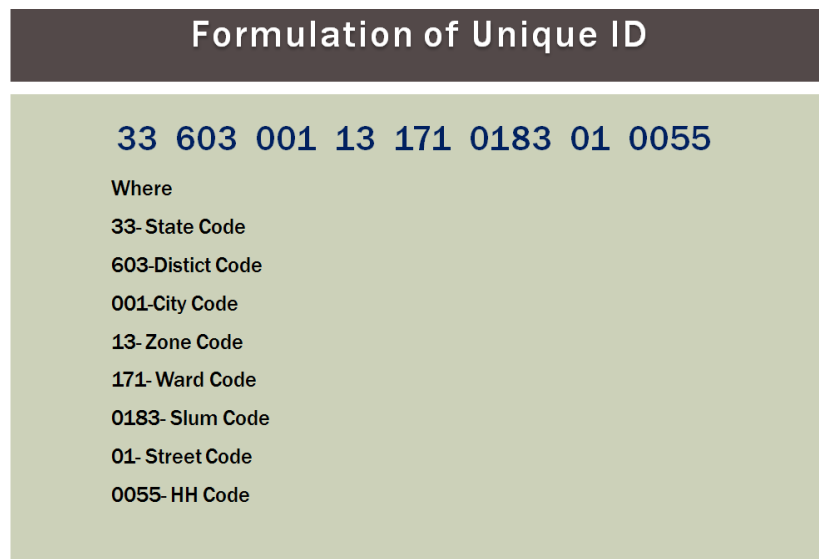 Formulation of Unique ID
33 603 001 13 171 0183 01 0055
Where
33- State Code
603-Distict Code
001-City Code
13- Zone Code
171- Ward Code
0183- Slum Code
01- Street Code
0055- HH Code